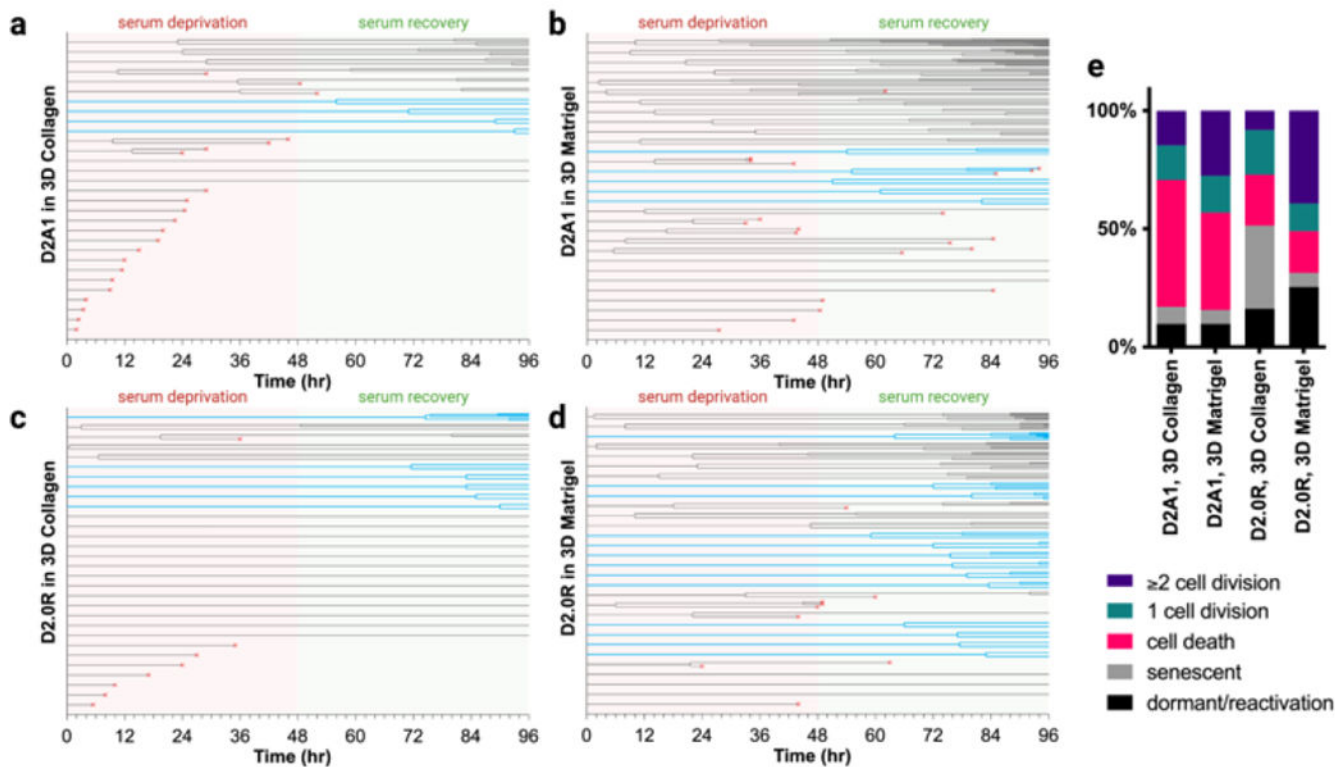 a
serum deprivation
serum recovery
D2A1 in 3D Collagen
0 12 24 36 48 60 72 84 96
Time (hr)
b
serum deprivation
serum recovery
D2A1 in 3D Matrigel
0 12 24 36 48 60 72 84 96
Time (hr)
c
serum deprivation
serum recovery
D2.0R in 3D Collagen
0 12 24 36 48 60 72 84 96
Time (hr)
d
serum deprivation
serum recovery
D2.0R in 3D Matrigel
0 12 24 36 48 60 72 84 96
Time (hr)
e
100%
50%
0%
D2A1, 3D Collagen
D2A1, 3D Matrigel
D2.0R, 3D Collagen
D2.0R, 3D Matrigel
≥2 cell division
1 cell division
cell death
senescent
dormant/reactivation